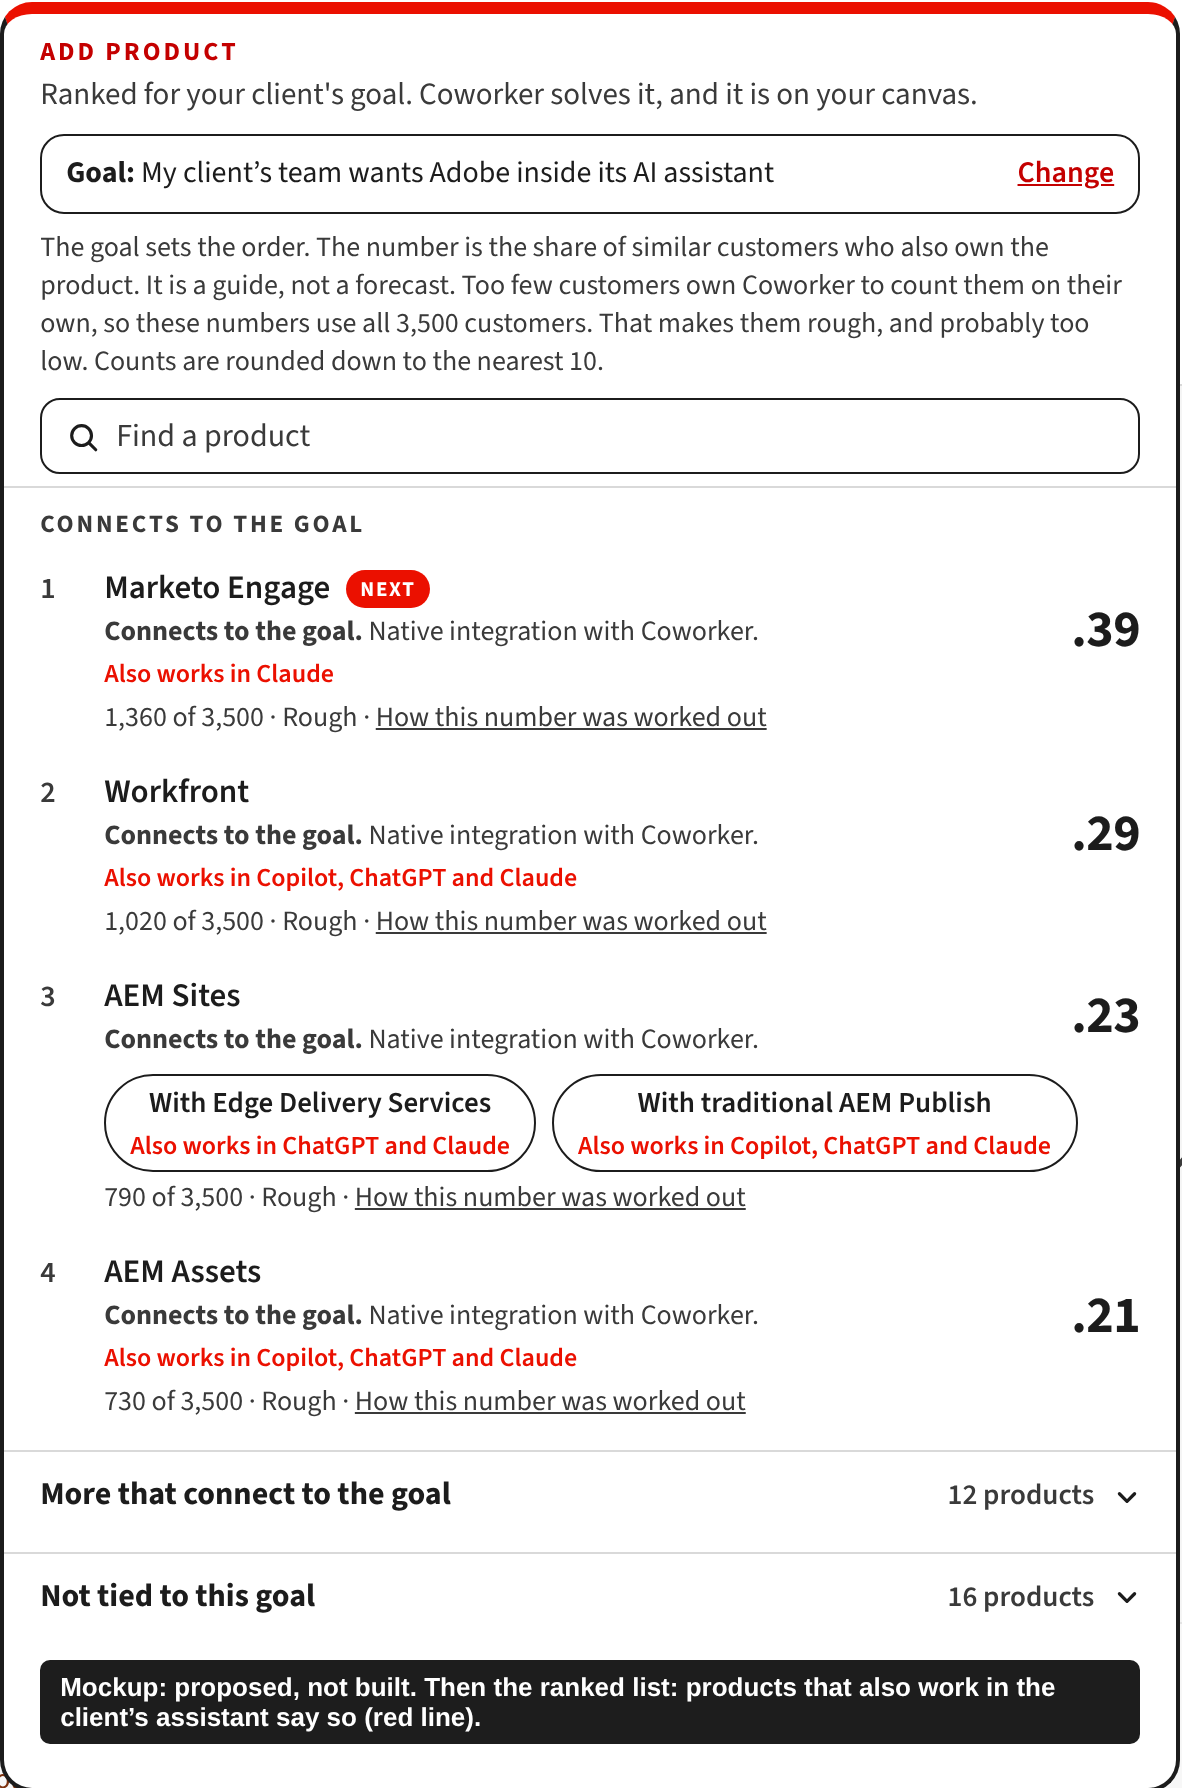 ADD PRODUCT
Ranked for your client's goal. Coworker solves it, and it is on your canvas.
Goal: My client’s team wants Adobe inside its AI assistant Change
The goal sets the order. The number is the share of similar customers who also own the
product. It is a guide, not a forecast. Too few customers own Coworker to count them on their
own, so these numbers use all 3,500 customers. That makes them rough, and probably too
low. Counts are rounded down to the nearest 10.
Find a product
CONNECTS TO THE GOAL
1 Marketo Engage NEXT
Connects to the goal. Native integration with Coworker.
.39
Also works in Claude
1,360 of 3,500 · Rough · How this number was worked out
2 Workfront
Connects to the goal. Native integration with Coworker.
.29
Also works in Copilot, ChatGPT and Claude
1,020 of 3,500 · Rough · How this number was worked out
3 AEM Sites
.23
Connects to the goal. Native integration with Coworker.
With Edge Delivery Services
Also works in ChatGPT and Claude
With traditional AEM Publish
Also works in Copilot, ChatGPT and Claude
790 of 3,500 · Rough · How this number was worked out
4 AEM Assets
Connects to the goal. Native integration with Coworker.
.21
Also works in Copilot, ChatGPT and Claude
730 of 3,500 · Rough · How this number was worked out
More that connect to the goal 12 products
Not tied to this goal 16 products
Mockup: proposed, not built. Then the ranked list: products that also work in the
client’s assistant say so (red line).